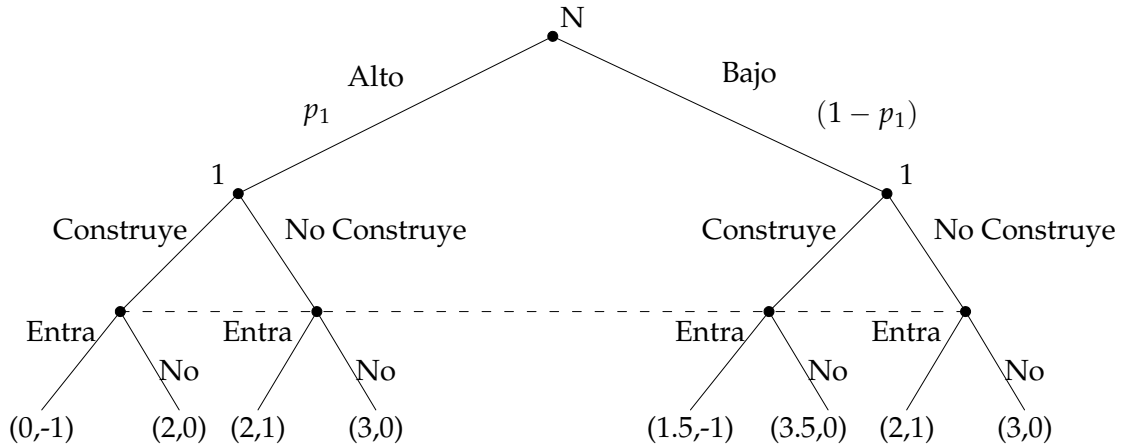 N
Alto
Bajo
p₁
(1 − p₁)
1
1
Construye
No Construye
Construye
No Construye
Entra
Entra
Entra
Entra
No
No
No
No
(0,-1)
(2,0)
(2,1)
(3,0)
(1.5,-1)
(3.5,0)
(2,1)
(3,0)